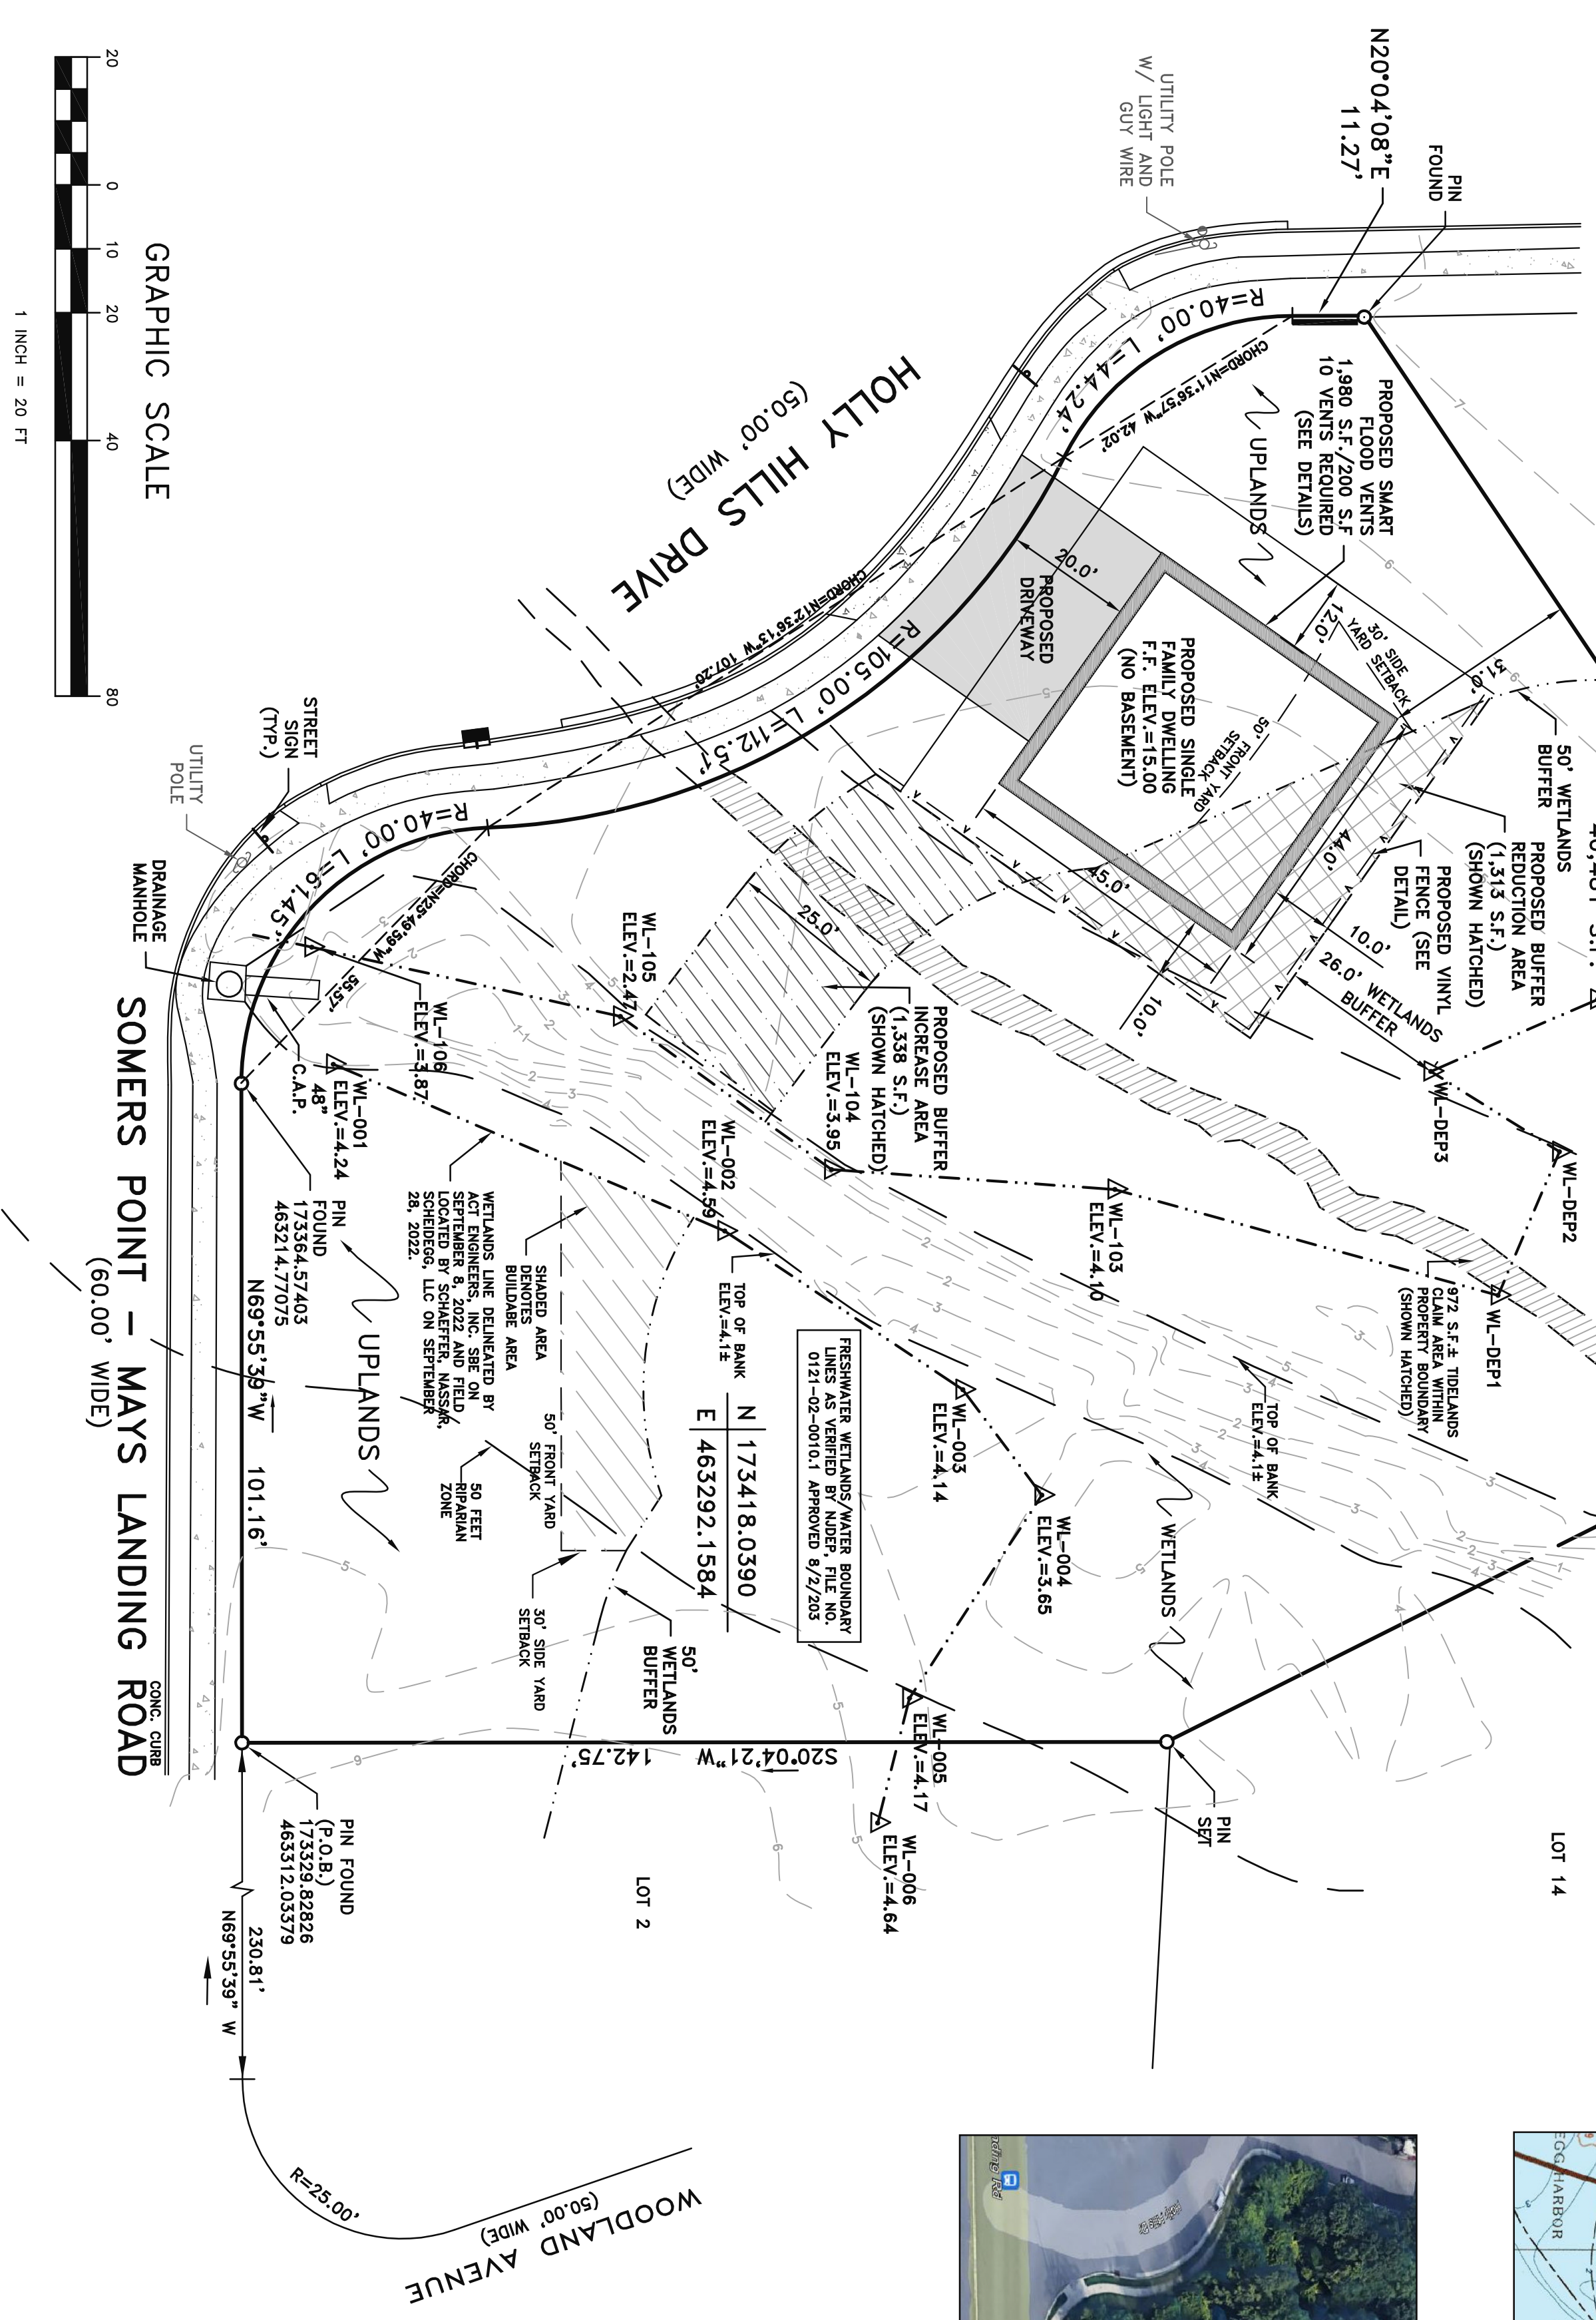 N20°04'08"E
11.27'
PIN
FOUND
UTILITY POLE
W/ LIGHT AND
GUY WIRE
20
0
10
20
40
80
GRAPHIC SCALE
1 INCH = 20 FT
R=40.00' L=44.24'
CHORD=N11°36'57"W 42.02'
UPLANDS
PROPOSED SMART
FLOOD VENTS
1,980 S.F./200 S.F
10 VENTS REQUIRED
(SEE DETAILS)
7
6
HOLLY HILLS DRIVE
(50.00' WIDE)
20.0'
PROPOSED
DRIVEWAY
12.0'
30' SIDE
YARD SETBACK
31.0'
6
5
PROPOSED SINGLE
FAMILY DWELLING
F.F. ELEV.=15.00
(NO BASEMENT)
50' FRONT
YARD
SETBACK
CHORD=N12°36'13"W 107.20'
R=105.00' L=112.51'
50' WETLANDS
BUFFER
PROPOSED BUFFER
REDUCTION AREA
(1,313 S.F.)
(SHOWN HATCHED)
PROPOSED VINYL
FENCE (SEE
DETAIL)
44.0'
45.0'
10.0'
26.0' WETLANDS
BUFFER
10.0'
25.0'
STREET
SIGN
(TYP.)
UTILITY
POLE
DRAINAGE
MANHOLE
R=40.00' L=61.45'
CHORD=N25°49'59"W
55.57'
WL-105
ELEV.=2.47
WL-106
ELEV.=3.87
PROPOSED BUFFER
INCREASE AREA
(1,338 S.F.)
(SHOWN HATCHED)
WL-104
ELEV.=3.95
WL-DEP3
WL-DEP2
WL-001
ELEV.=4.24
48"
C.A.P.
WL-002
ELEV.=4.59
WL-103
ELEV.=4.10
WL-DEP1
972 S.F.± TIDELANDS
CLAIM AREA WITHIN
PROPERTY BOUNDARY
(SHOWN HATCHED)
PIN
FOUND
173364.57403
463214.77075
WETLANDS LINE DELINEATED BY
ACT ENGINEERS, INC. SBE ON
SEPTEMBER 8, 2022 AND FIELD
LOCATED BY SCHAEFFER, NASSAR,
SCHEIDEGG, LLC ON SEPTEMBER
28, 2022.
SHADED AREA
DENOTES
BUILDABE AREA
TOP OF BANK
ELEV.=4.1±
TOP OF BANK
ELEV.=4.1±
FRESHWATER WETLANDS/WATER BOUNDARY
LINES AS VERIFIED BY NJDEP, FILE NO.
0121-02-0010.1 APPROVED 8/2/203
N 173418.0390
E 463292.1584
WL-003
ELEV.=4.14
WL-004
ELEV.=3.65
WETLANDS
UPLANDS
50' FRONT YARD
SETBACK
50 FEET
RIPARIAN
ZONE
30' SIDE YARD
SETBACK
50'
WETLANDS
BUFFER
SOMERS POINT - MAYS LANDING ROAD
(60.00' WIDE)
N69°55'39"W 101.16'
CONC. CURB
S20°04'21"W 142.75'
WL-005
ELEV.=4.17
WL-006
ELEV.=4.64
PIN
SET
PIN FOUND
(P.O.B.)
173329.82826
463312.03379
LOT 2
LOT 14
230.81'
N69°55'39" W
R=25.00'
WOODLAND AVENUE
(50.00' WIDE)
nding Rd
EGG HARBOR